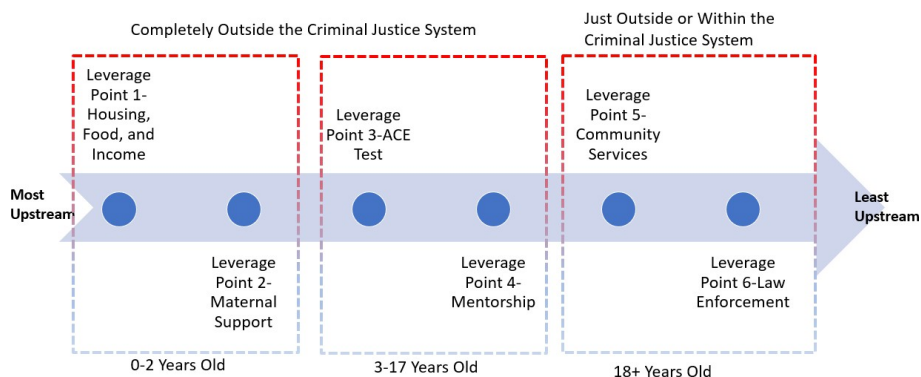 Completely Outside the Criminal Justice System
Just Outside or Within the
Criminal Justice System
Leverage
Point 1-
Housing,
Food, and
Income
Leverage
Point 3-ACE
Test
Leverage
Point 5-
Community
Services
Most
Upstream
Least
Upstream
Leverage
Point 2-
Maternal
Support
Leverage
Point 4-
Mentorship
Leverage
Point 6-Law
Enforcement
0-2 Years Old
3-17 Years Old
18+ Years Old